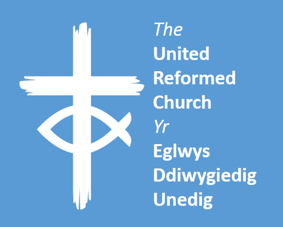 The
United
Reformed
Church
Yr
Eglwys
Ddiwygiedig
Unedig